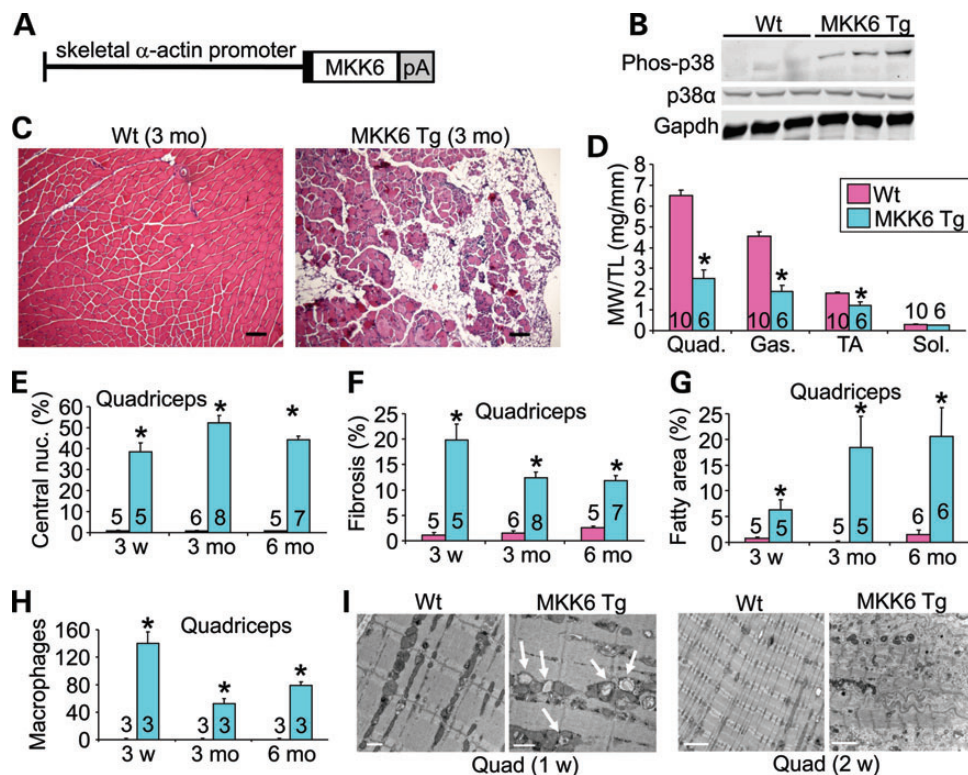 A
skeletal α-actin promoter
MKK6 pA
B
Wt MKK6 Tg
Phos-p38
p38α
Gapdh
C
Wt (3 mo) MKK6 Tg (3 mo)
D
MW/TL (mg/mm)
8
7
6
5
4
3
2
1
0
Wt
MKK6 Tg
* * *
10 6 10 6 10 6 10 6
Quad. Gas. TA Sol.
E
Quadriceps
Central nuc. (%)
60
50
40
30
20
10
0
* * *
5 5 6 8 5 7
3 w 3 mo 6 mo
F
Quadriceps
Fibrosis (%)
25
20
15
10
5
0
* * *
5 5 6 8 5 7
3 w 3 mo 6 mo
G
Quadriceps
Fatty area (%)
25
20
15
10
5
0
* * *
5 5 5 5 6 6
3 w 3 mo 6 mo
H
Quadriceps
Macrophages
160
120
80
40
0
* * *
3 3 3 3 3 3
3 w 3 mo 6 mo
I
Wt MKK6 Tg Wt MKK6 Tg
Quad (1 w) Quad (2 w)